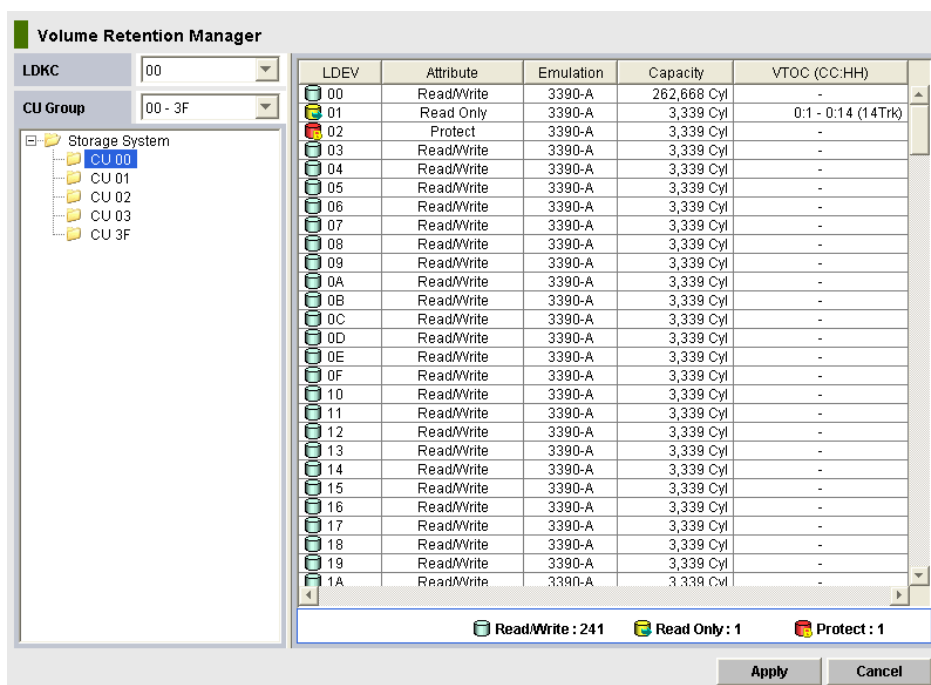 Volume Retention Manager
LDKC 00
CU Group 00 - 3F
Storage System
CU 00
CU 01
CU 02
CU 03
CU 3F
LDEV Attribute Emulation Capacity VTOC (CC:HH)
00 Read/Write 3390-A 262,668 Cyl -
01 Read Only 3390-A 3,339 Cyl 0:1 - 0:14 (14Trk)
02 Protect 3390-A 3,339 Cyl -
03 Read/Write 3390-A 3,339 Cyl -
04 Read/Write 3390-A 3,339 Cyl -
05 Read/Write 3390-A 3,339 Cyl -
06 Read/Write 3390-A 3,339 Cyl -
07 Read/Write 3390-A 3,339 Cyl -
08 Read/Write 3390-A 3,339 Cyl -
09 Read/Write 3390-A 3,339 Cyl -
0A Read/Write 3390-A 3,339 Cyl -
0B Read/Write 3390-A 3,339 Cyl -
0C Read/Write 3390-A 3,339 Cyl -
0D Read/Write 3390-A 3,339 Cyl -
0E Read/Write 3390-A 3,339 Cyl -
0F Read/Write 3390-A 3,339 Cyl -
10 Read/Write 3390-A 3,339 Cyl -
11 Read/Write 3390-A 3,339 Cyl -
12 Read/Write 3390-A 3,339 Cyl -
13 Read/Write 3390-A 3,339 Cyl -
14 Read/Write 3390-A 3,339 Cyl -
15 Read/Write 3390-A 3,339 Cyl -
16 Read/Write 3390-A 3,339 Cyl -
17 Read/Write 3390-A 3,339 Cyl -
18 Read/Write 3390-A 3,339 Cyl -
19 Read/Write 3390-A 3,339 Cyl -
1A Read/Write 3390-A 3,339 Cyl -
Read/Write : 241 Read Only : 1 Protect : 1
Apply Cancel